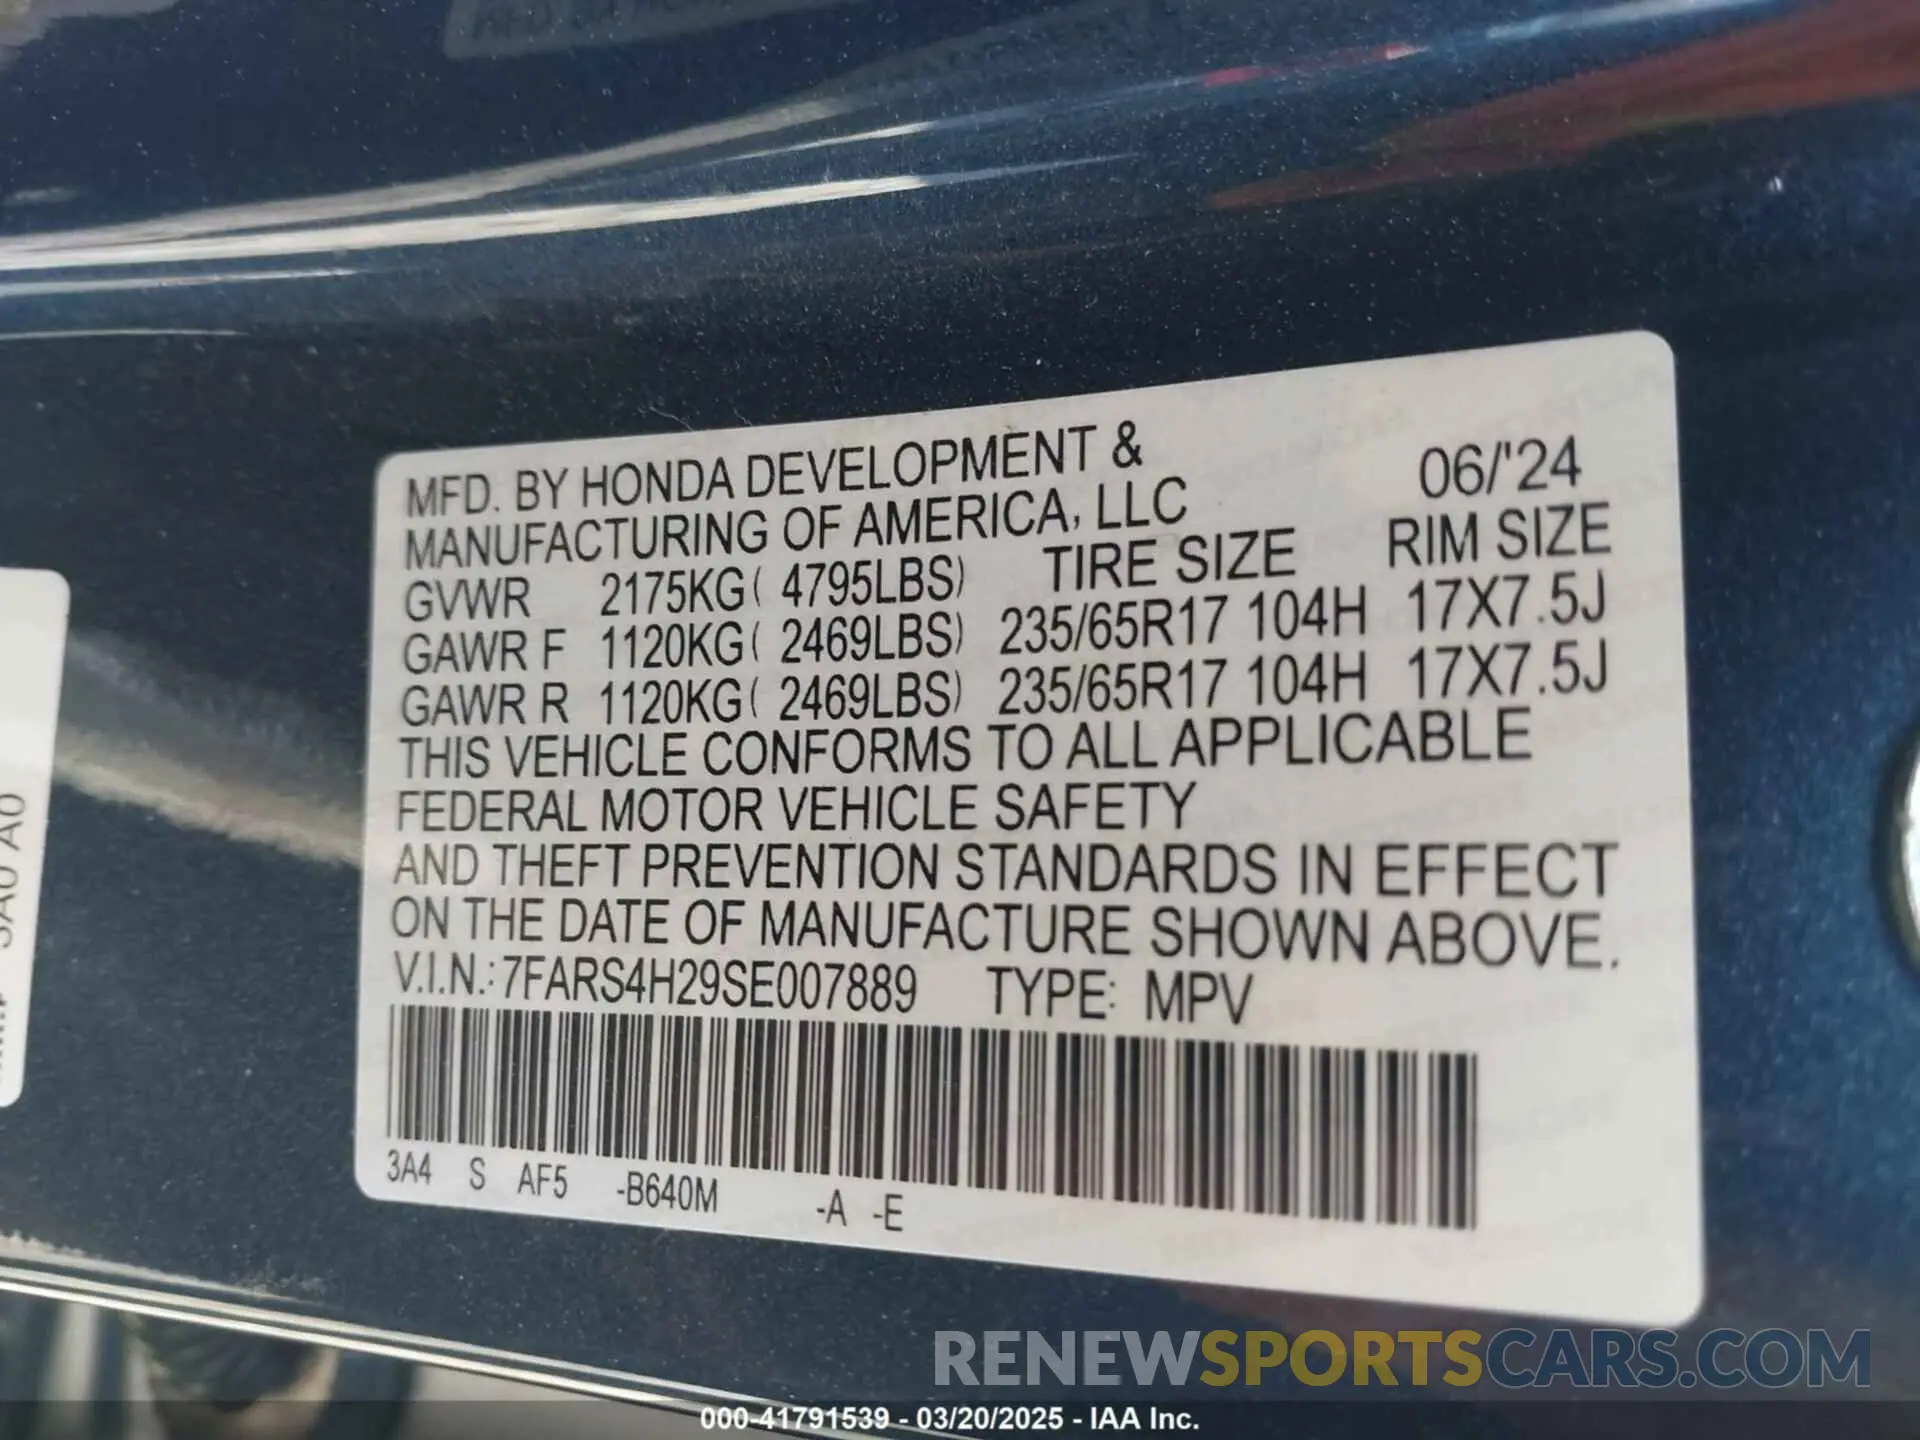 MFD. BY HONDA DEVELOPMENT &
MANUFACTURING OF AMERICA, LLC 06/'24
GVWR 2175KG( 4795LBS) TIRE SIZE RIM SIZE
GAWR F 1120KG( 2469LBS) 235/65R17 104H 17X7.5J
GAWR R 1120KG( 2469LBS) 235/65R17 104H 17X7.5J
THIS VEHICLE CONFORMS TO ALL APPLICABLE
FEDERAL MOTOR VEHICLE SAFETY
AND THEFT PREVENTION STANDARDS IN EFFECT
ON THE DATE OF MANUFACTURE SHOWN ABOVE.
V.I.N.:7FARS4H29SE007889 TYPE: MPV
3A4 S AF5 -B640M -A -E
RENEWSPORTSCARS.COM
000-41791539 - 03/20/2025 - IAA Inc.